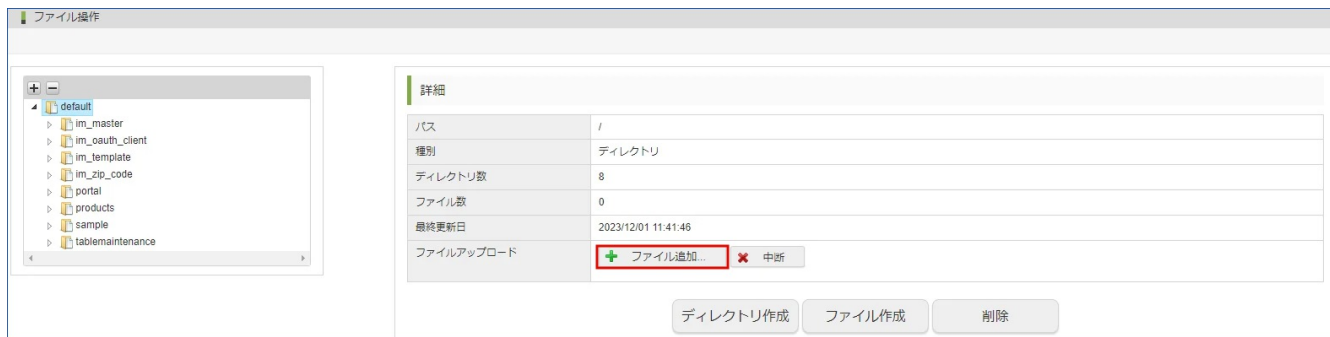 ファイル操作
default
im_master
im_oauth_client
im_template
im_zip_code
portal
products
sample
tablemaintenance
詳細
パス /
種別 ディレクトリ
ディレクトリ数 8
ファイル数 0
最終更新日 2023/12/01 11:41:46
ファイルアップロード ファイル追加... 中断
ディレクトリ作成 ファイル作成 削除